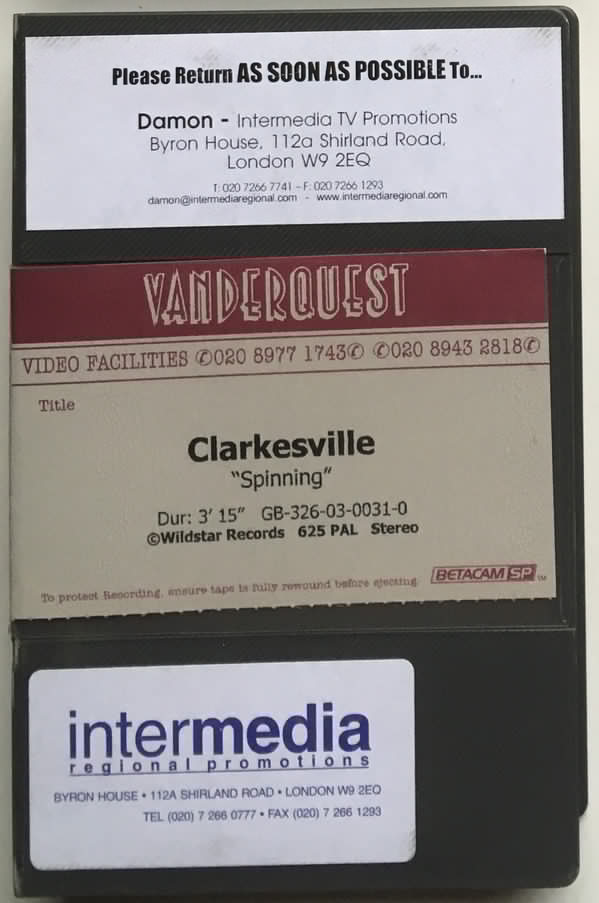 Please Return AS SOON AS POSSIBLE To...
Damon - Intermedia TV Promotions
Byron House, 112a Shirland Road,
London W9 2EQ
T: 020 7266 7741 - F: 020 7266 1293
damon@intermediaregional.com - www.intermediaregional.com
VANDERQUEST
VIDEO FACILITIES ✆020 8977 1743✆ ✆020 8943 2818✆
Title
Clarkesville
"Spinning"
Dur: 3' 15" GB-326-03-0031-0
©Wildstar Records 625 PAL Stereo
BETACAM SP ™
To protect Recording, ensure tape is fully rewound before ejecting.
intermedia
regional promotions
BYRON HOUSE • 112A SHIRLAND ROAD • LONDON W9 2EQ
TEL (020) 7 266 0777 • FAX (020) 7 266 1293